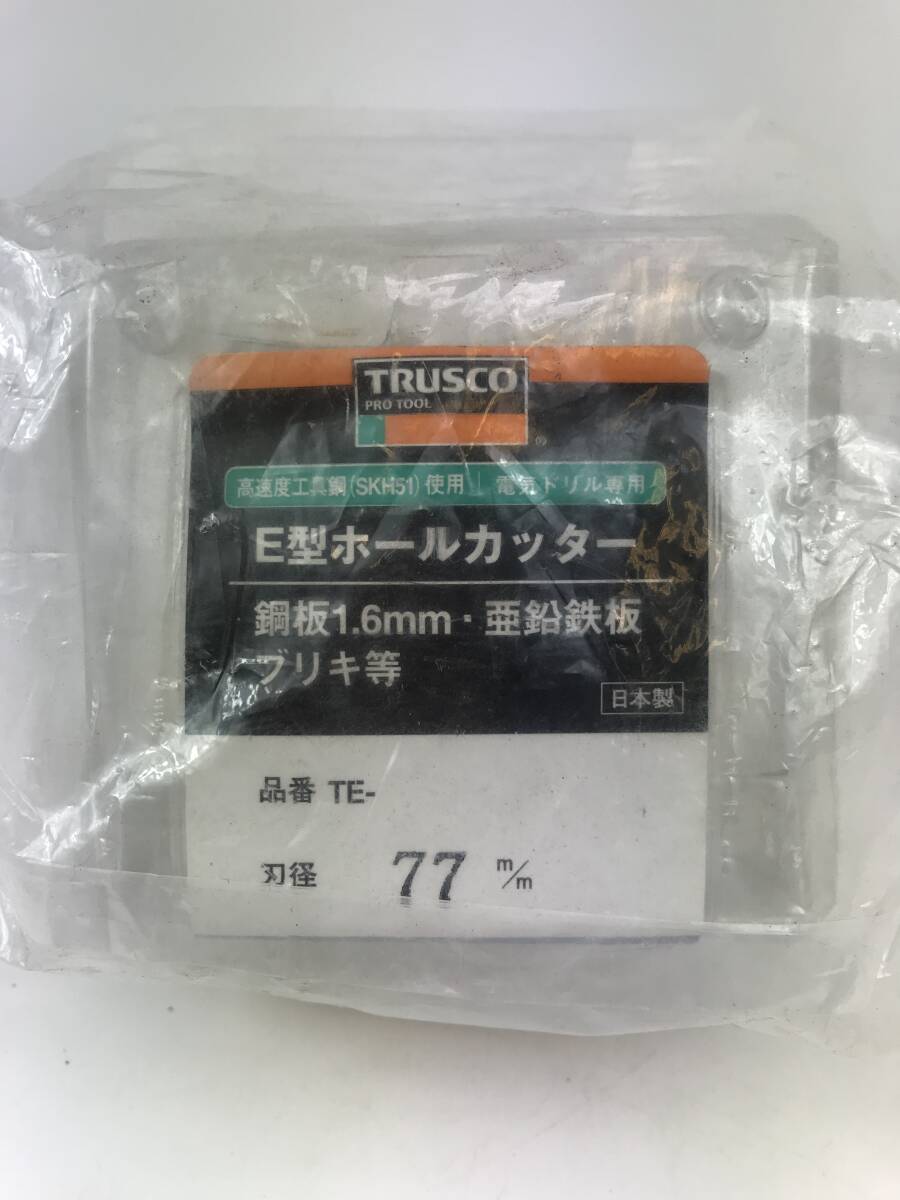 TRUSCO
PRO TOOL
高速度工具鋼(SKH51)使用 | 電気ドリル専用
E型ホールカッター
鋼板1.6mm・亜鉛鉄板
ブリキ等
日本製
品番 TE-
刃径 77 m/m